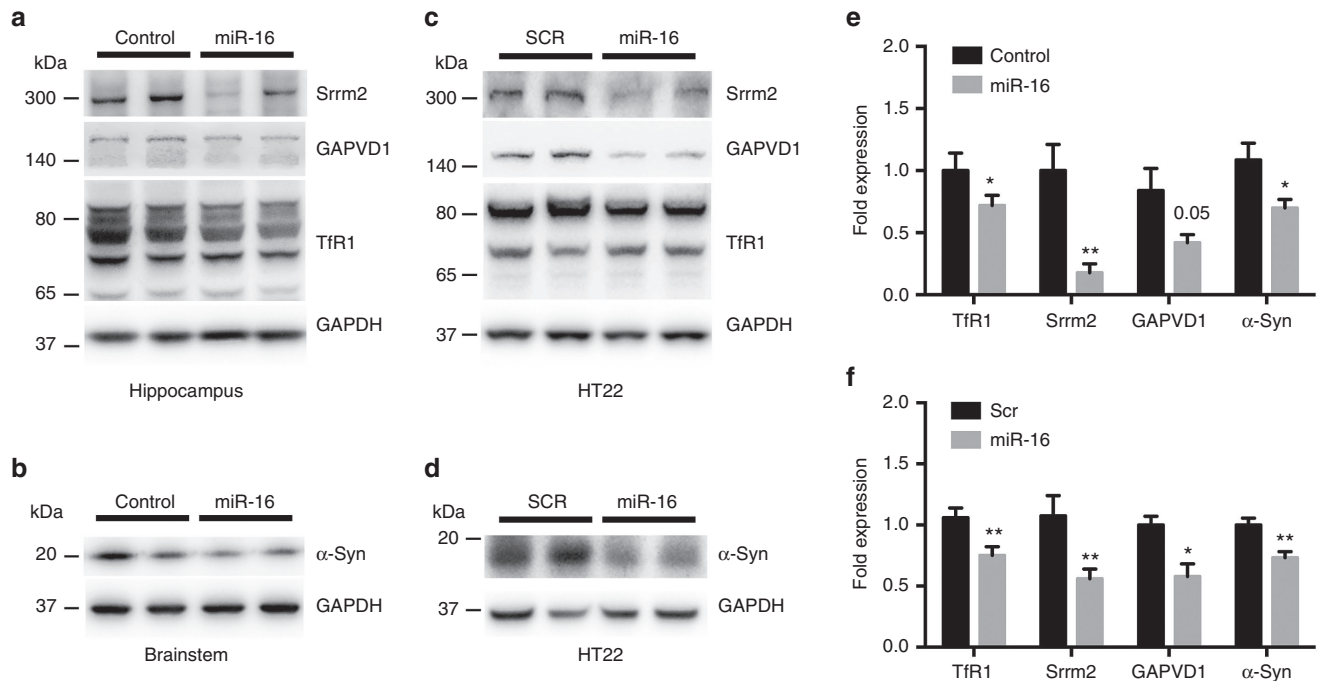 a
Control miR-16
kDa
300
Srrm2
140
GAPVD1
80
TfR1
65
37
GAPDH
Hippocampus
b
Control miR-16
kDa
20
α-Syn
37
GAPDH
Brainstem
c
SCR miR-16
kDa
300
Srrm2
140
GAPVD1
80
TfR1
65
37
GAPDH
HT22
d
SCR miR-16
kDa
20
α-Syn
37
GAPDH
HT22
e
2.0
1.5
1.0
0.5
0.0
Fold expression
Control
miR-16
*
**
0.05
*
TfR1 Srrm2 GAPVD1 α-Syn
f
2.0
1.5
1.0
0.5
0.0
Fold expression
Scr
miR-16
**
**
*
**
TfR1 Srrm2 GAPVD1 α-Syn